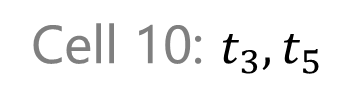 Cell 10: t₃, t₅